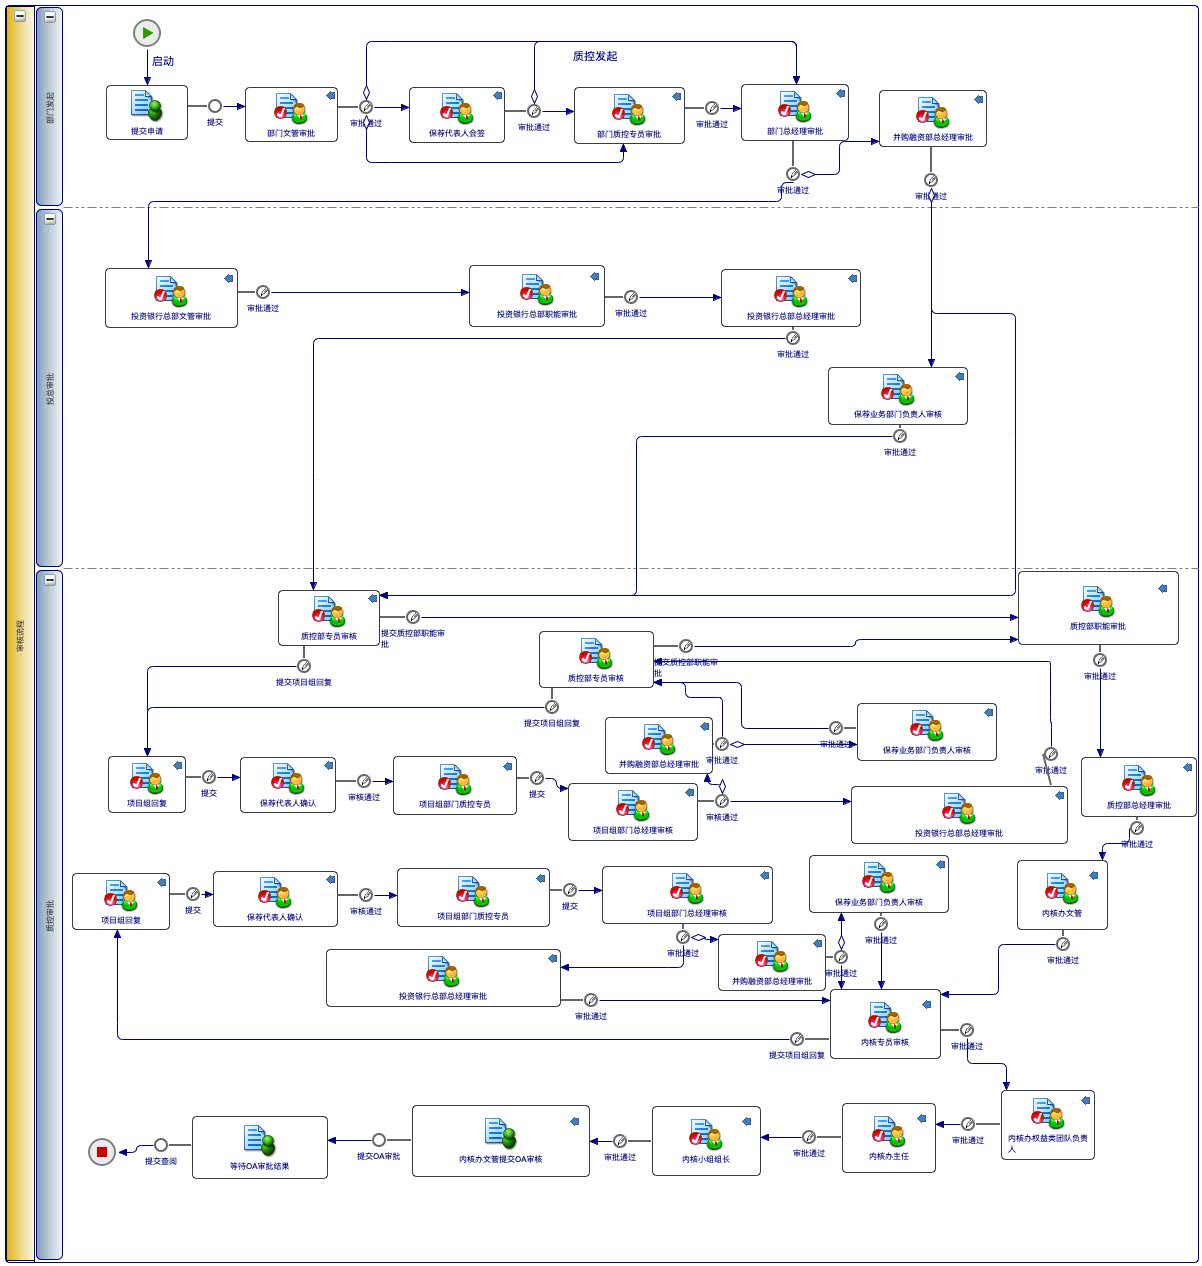 审核流程
部门发起
启动
质控发起
提交申请
提交
部门文管审批
审批通过
保荐代表人会签
审批通过
部门质控专员审批
审批通过
部门总经理审批
并购融资部总经理审批
审批通过
审批通过
投总审批
投资银行总部文管审批
审批通过
投资银行总部职能审批
审批通过
投资银行总部总经理审批
审批通过
保荐业务部门负责人审核
审批通过
质控审批
质控部专员审核
提交质控部职能审
批
质控部职能审批
提交项目组回复
质控部专员审核
提交质控部职能审
批
审批通过
提交项目组回复
并购融资部总经理审批
审批通过
审批通过
保荐业务部门负责人审核
审批通过
项目组回复
提交
保荐代表人确认
审核通过
项目组部门质控专员
提交
项目组部门总经理审核
审核通过
投资银行总部总经理审批
质控部总经理审批
审批通过
项目组回复
提交
保荐代表人确认
审核通过
项目组部门质控专员
提交
项目组部门总经理审核
保荐业务部门负责人审核
内核办文管
审批通过
审批通过
审批通过
投资银行总部总经理审批
审批通过
并购融资部总经理审批
审批通过
内核专员审核
提交项目组回复
审批通过
等待OA审批结果
提交查阅
提交OA审批
内核办文管提交OA审核
审批通过
内核小组组长
审批通过
内核办主任
审批通过
内核办权益类团队负责
人